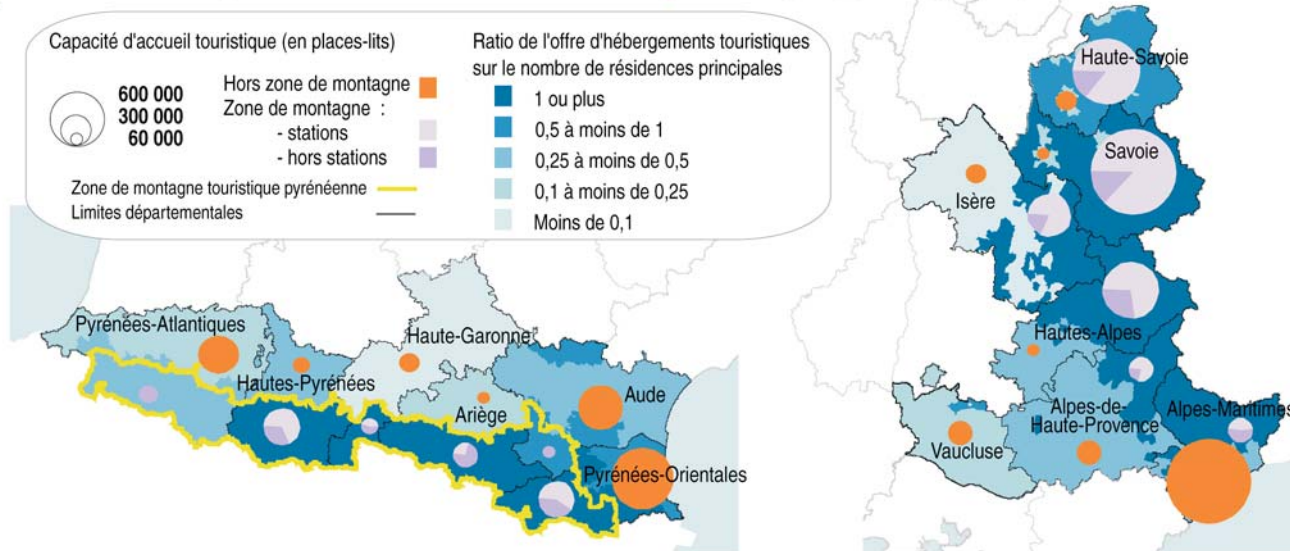 Capacité d'accueil touristique (en places-lits)
600 000
300 000
60 000
Hors zone de montagne
Zone de montagne :
- stations
- hors stations
Zone de montagne touristique pyrénéenne
Limites départementales
Ratio de l'offre d'hébergements touristiques
sur le nombre de résidences principales
1 ou plus
0,5 à moins de 1
0,25 à moins de 0,5
0,1 à moins de 0,25
Moins de 0,1
Pyrénées-Atlantiques
Hautes-Pyrénées
Haute-Garonne
Ariège
Aude
Pyrénées-Orientales
Haute-Savoie
Savoie
Isère
Hautes-Alpes
Alpes-de-
Haute-Provence
Alpes-Maritimes
Vaucluse